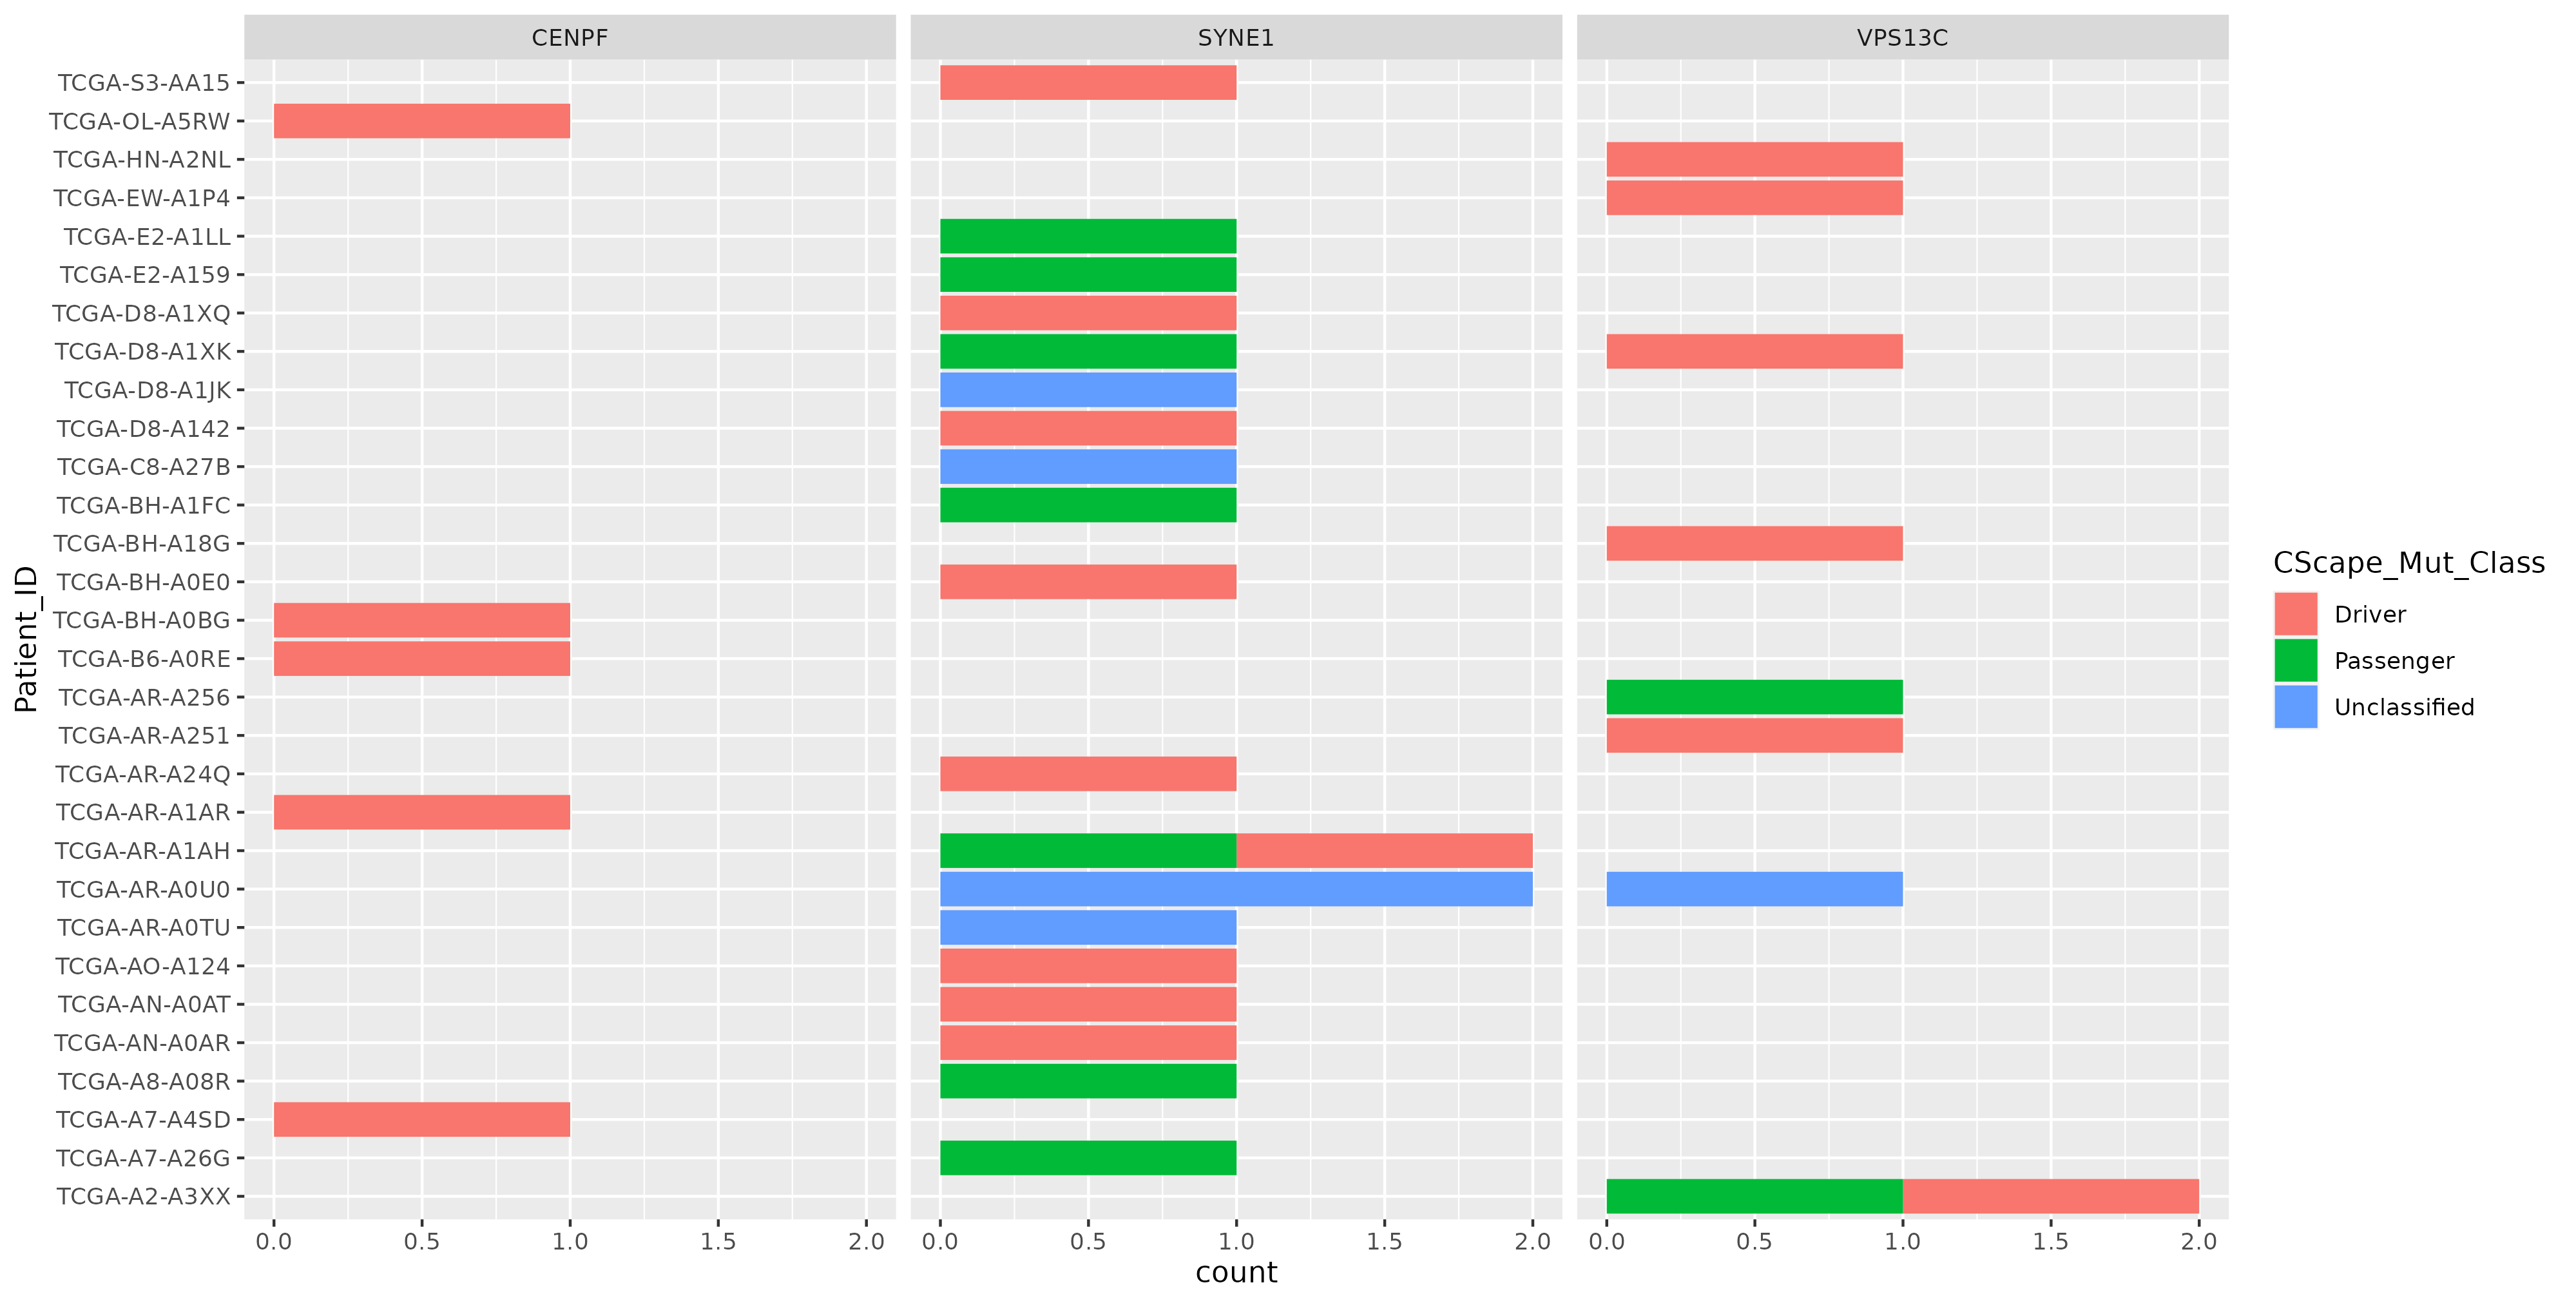 CENPF SYNE1 VPS13C
TCGA-S3-AA15
TCGA-OL-A5RW
TCGA-HN-A2NL
TCGA-EW-A1P4
TCGA-E2-A1LL
TCGA-E2-A159
TCGA-D8-A1XQ
TCGA-D8-A1XK
TCGA-D8-A1JK
TCGA-D8-A142
TCGA-C8-A27B
TCGA-BH-A1FC
TCGA-BH-A18G
TCGA-BH-A0E0
TCGA-BH-A0BG
TCGA-B6-A0RE
TCGA-AR-A256
TCGA-AR-A251
TCGA-AR-A24Q
TCGA-AR-A1AR
TCGA-AR-A1AH
TCGA-AR-A0U0
TCGA-AR-A0TU
TCGA-AO-A124
TCGA-AN-A0AT
TCGA-AN-A0AR
TCGA-A8-A08R
TCGA-A7-A4SD
TCGA-A7-A26G
TCGA-A2-A3XX
Patient_ID
0.0 0.5 1.0 1.5 2.0 0.0 0.5 1.0 1.5 2.0 0.0 0.5 1.0 1.5 2.0
count
CScape_Mut_Class
Driver
Passenger
Unclassified